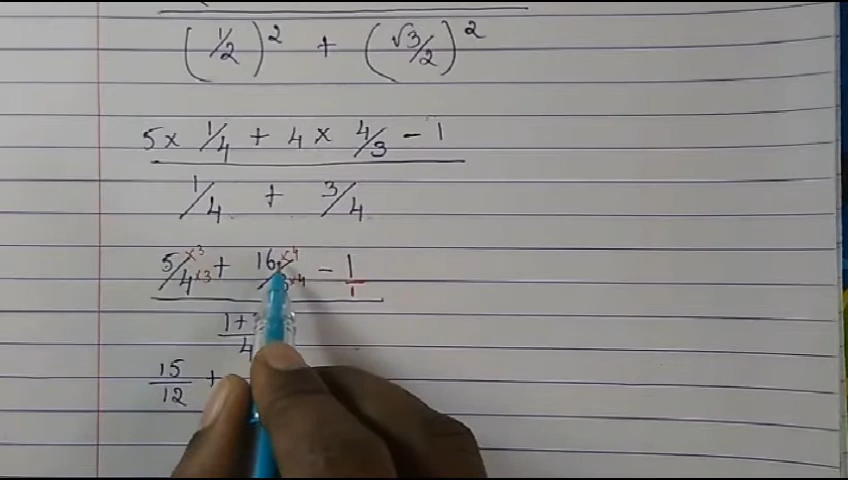 (1/2)² + (√3/2)²
5 × 1/4 + 4 × 4/3 - 1
1/4 + 3/4
5/4 ×3 ×3 + 16/3 ×4 ×4 - 1/1
1+
4
15/12 +